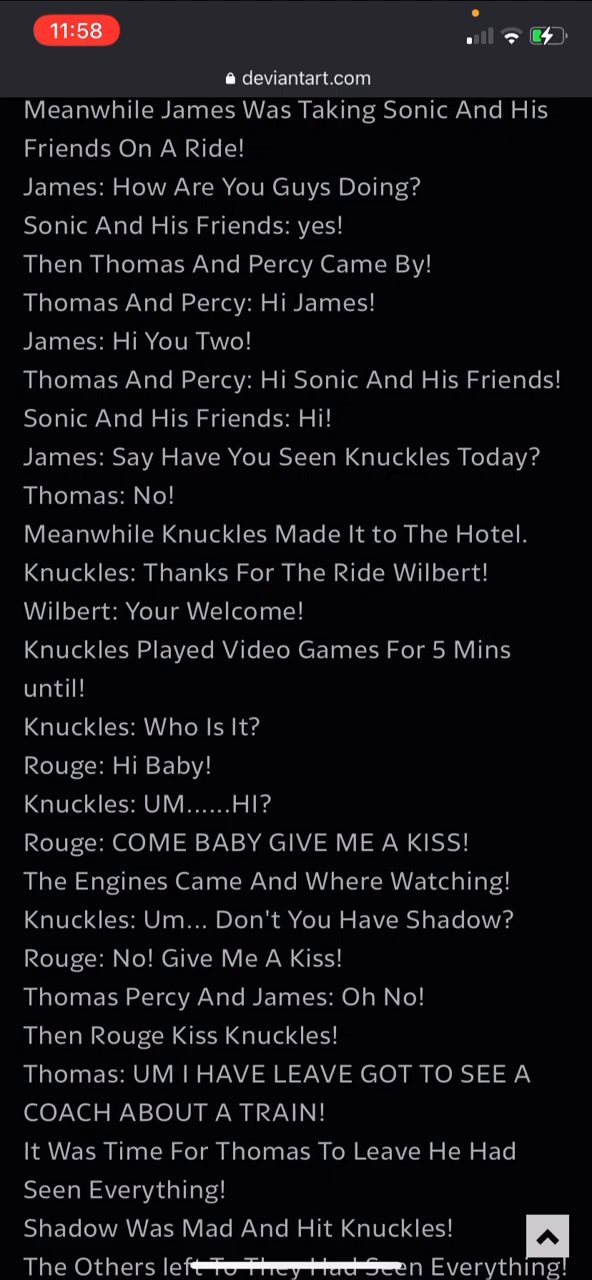 11:58
deviantart.com
Meanwhile James Was Taking Sonic And His
Friends On A Ride!
James: How Are You Guys Doing?
Sonic And His Friends: yes!
Then Thomas And Percy Came By!
Thomas And Percy: Hi James!
James: Hi You Two!
Thomas And Percy: Hi Sonic And His Friends!
Sonic And His Friends: Hi!
James: Say Have You Seen Knuckles Today?
Thomas: No!
Meanwhile Knuckles Made It to The Hotel.
Knuckles: Thanks For The Ride Wilbert!
Wilbert: Your Welcome!
Knuckles Played Video Games For 5 Mins
until!
Knuckles: Who Is It?
Rouge: Hi Baby!
Knuckles: UM......HI?
Rouge: COME BABY GIVE ME A KISS!
The Engines Came And Where Watching!
Knuckles: Um... Don't You Have Shadow?
Rouge: No! Give Me A Kiss!
Thomas Percy And James: Oh No!
Then Rouge Kiss Knuckles!
Thomas: UM I HAVE LEAVE GOT TO SEE A
COACH ABOUT A TRAIN!
It Was Time For Thomas To Leave He Had
Seen Everything!
Shadow Was Mad And Hit Knuckles!
The Others left To They Had Seen Everything!